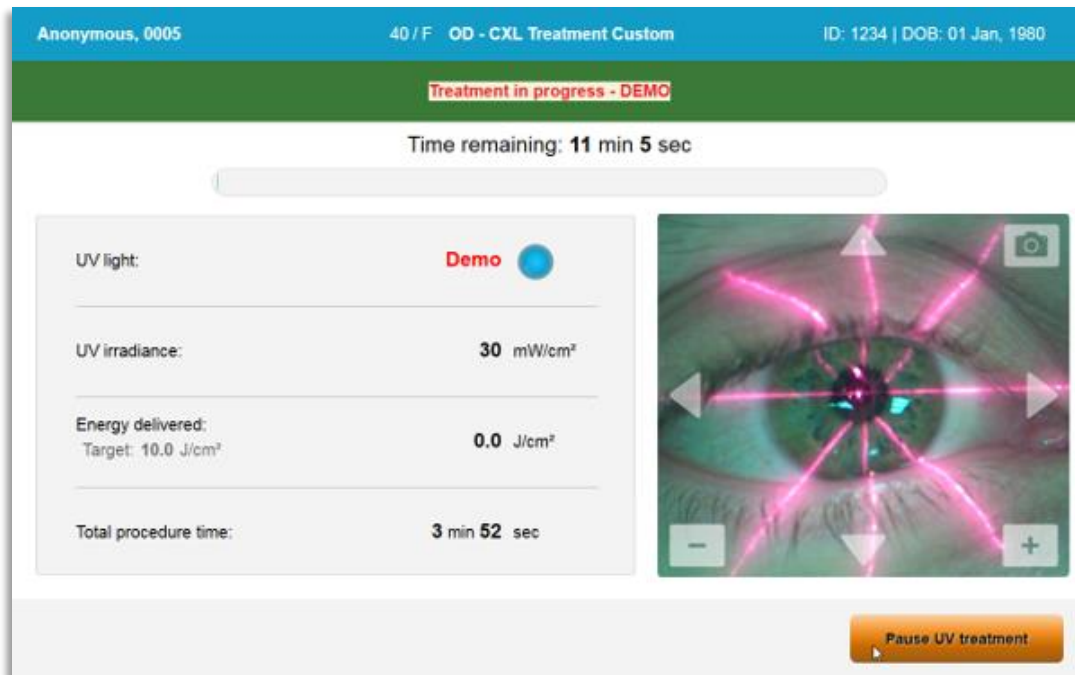 Anonymous, 0005 40 / F OD - CXL Treatment Custom ID: 1234 | DOB: 01 Jan, 1980
Treatment in progress - DEMO
Time remaining: 11 min 5 sec
UV light: Demo
UV irradiance: 30 mW/cm²
Energy delivered:
Target: 10.0 J/cm² 0.0 J/cm²
Total procedure time: 3 min 52 sec
− +
Pause UV treatment